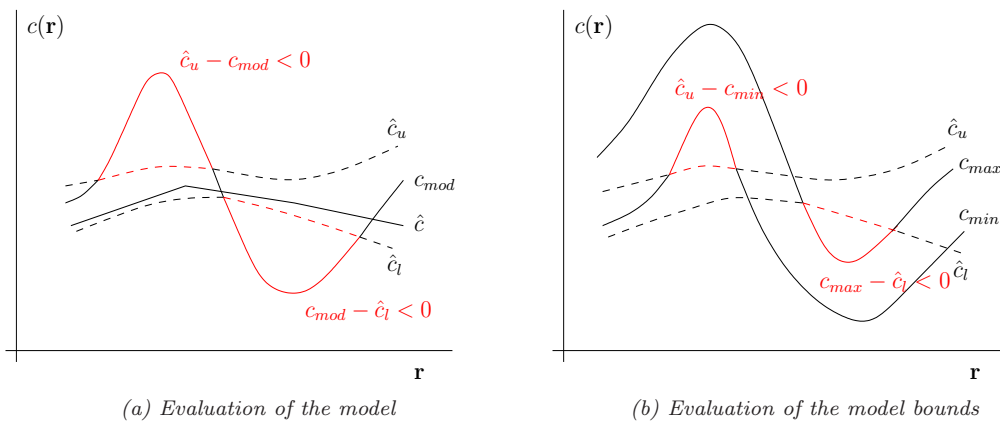 c(r)
ĉ_u − c_mod < 0
ĉ_u
c_mod
ĉ
ĉ_l
c_mod − ĉ_l < 0
r
(a) Evaluation of the model
c(r)
ĉ_u − c_min < 0
ĉ_u
c_max
c_min
ĉ_l
c_max − ĉ_l < 0
r
(b) Evaluation of the model bounds